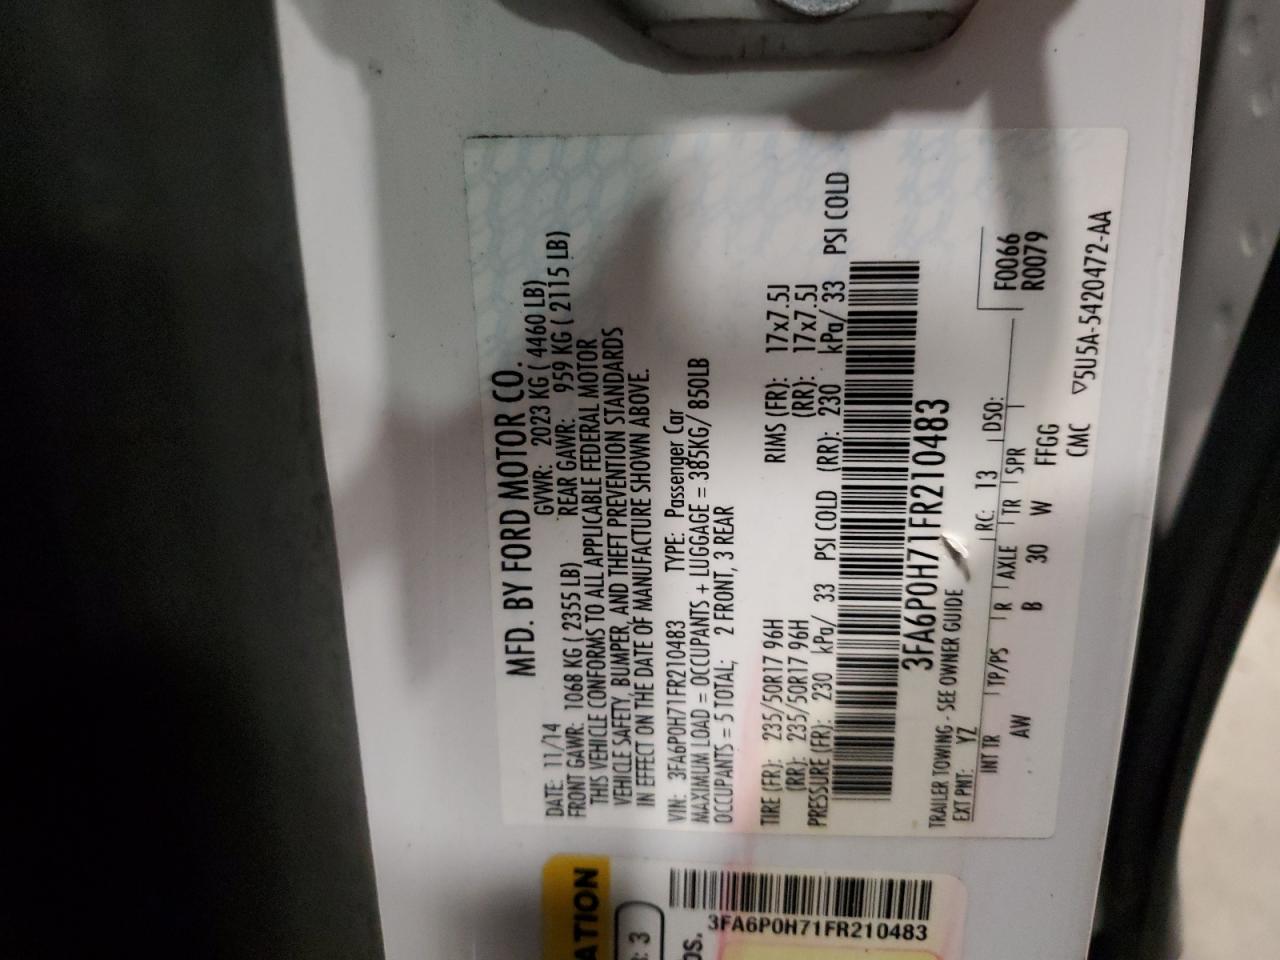 MFD. BY FORD MOTOR CO.
DATE: 11/14 GVWR: 2023 KG ( 4460 LB)
FRONT GAWR: 1068 KG ( 2355 LB) REAR GAWR: 959 KG ( 2115 LB)
THIS VEHICLE CONFORMS TO ALL APPLICABLE FEDERAL MOTOR
VEHICLE SAFETY, BUMPER, AND THEFT PREVENTION STANDARDS
IN EFFECT ON THE DATE OF MANUFACTURE SHOWN ABOVE.
VIN: 3FA6P0H71FR210483 TYPE: Passenger Car
MAXIMUM LOAD = OCCUPANTS + LUGGAGE = 385KG/ 850LB
OCCUPANTS = 5 TOTAL; 2 FRONT, 3 REAR
TIRE (FR): 235/50R17 96H RIMS (FR): 17x7.5J
(RR): 235/50R17 96H (RR): 17x7.5J
PRESSURE (FR): 230 kPa/ 33 PSI COLD (RR): 230 kPa/ 33 PSI COLD
3FA6P0H71FR210483
TRAILER TOWING - SEE OWNER GUIDE
EXT PNT: YZ RC: 13 DSO: F0066
INT TR TP/PS R AXLE TR SPR R0079
AW B 30 W FFGG
CMC ▽5U5A-5420472-AA
ATION
: 3
OS.
3FA6P0H71FR210483